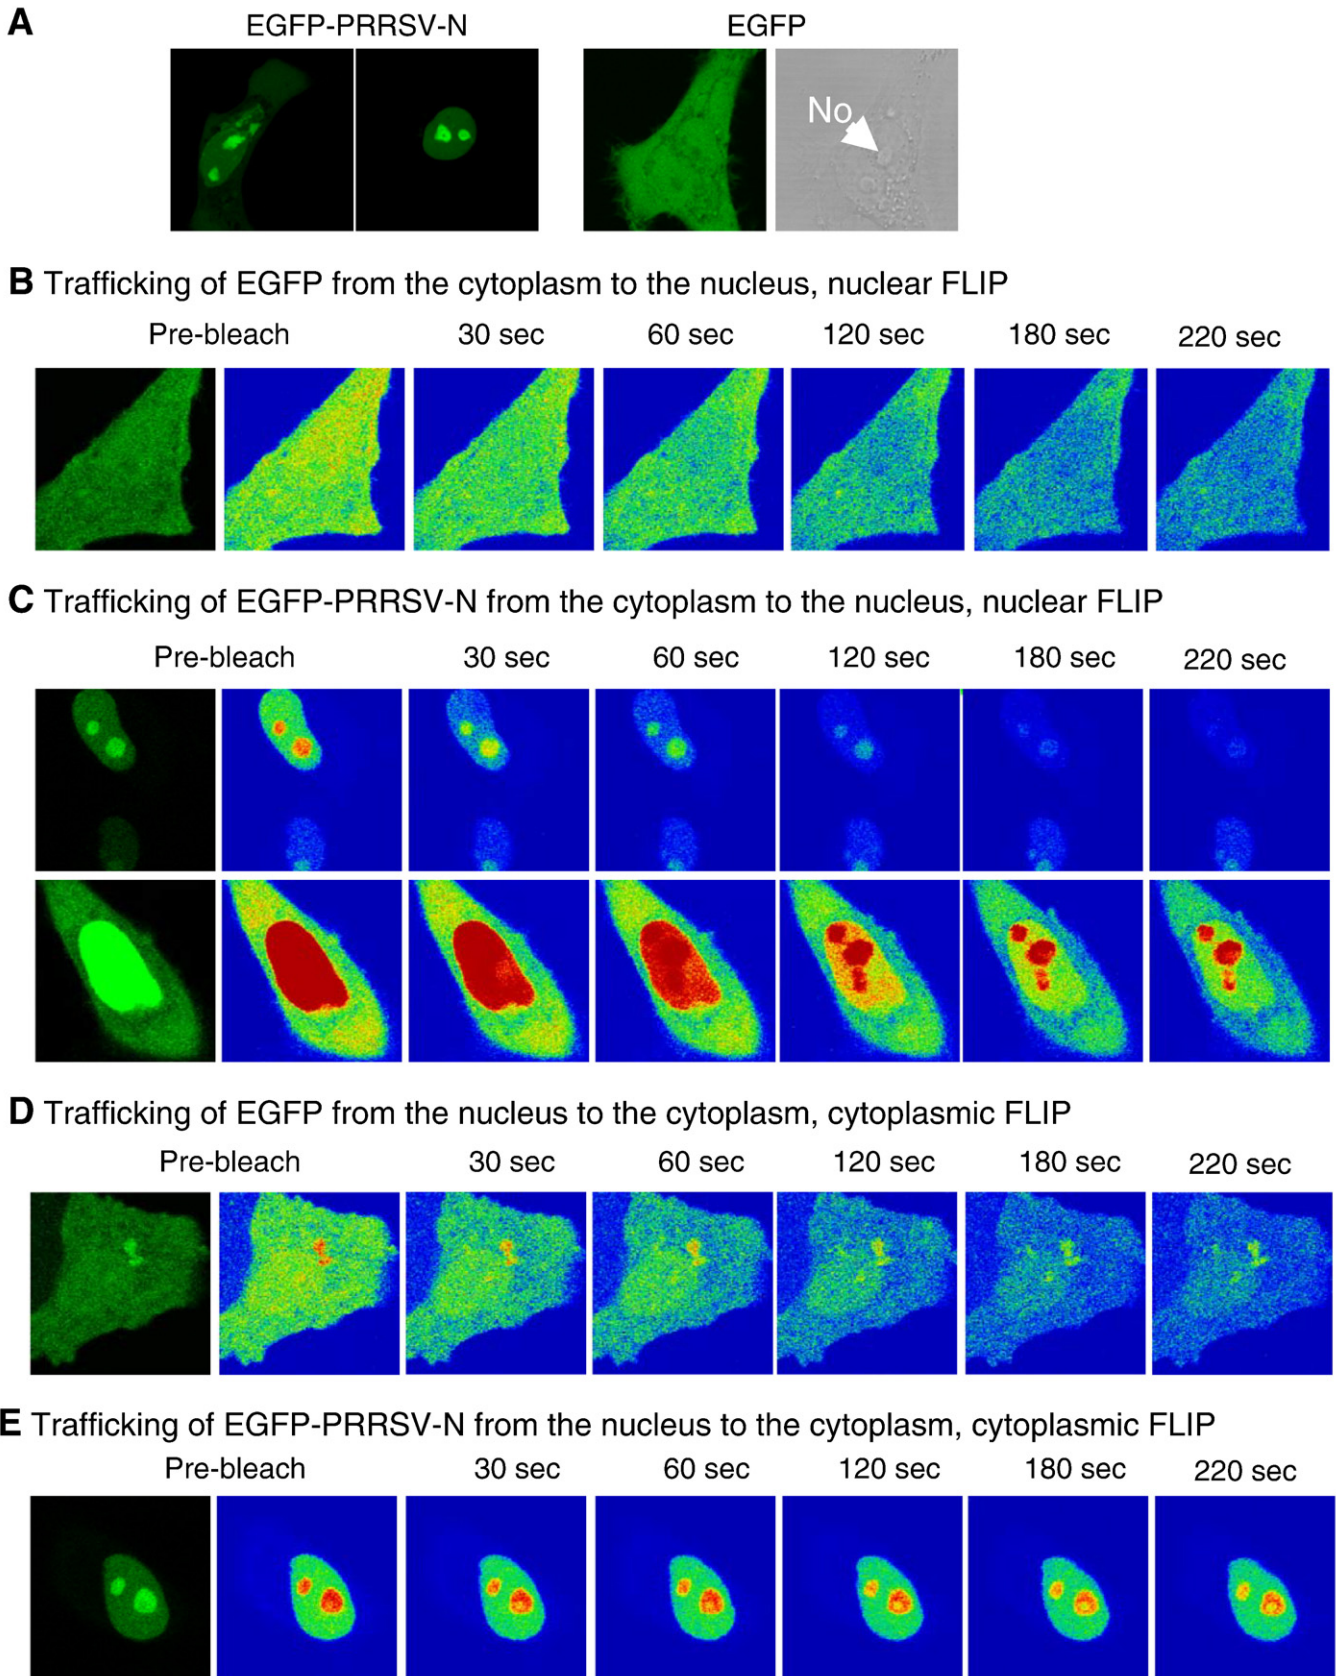 A
EGFP-PRRSV-N EGFP
No
B Trafficking of EGFP from the cytoplasm to the nucleus, nuclear FLIP
Pre-bleach 30 sec 60 sec 120 sec 180 sec 220 sec
C Trafficking of EGFP-PRRSV-N from the cytoplasm to the nucleus, nuclear FLIP
Pre-bleach 30 sec 60 sec 120 sec 180 sec 220 sec
D Trafficking of EGFP from the nucleus to the cytoplasm, cytoplasmic FLIP
Pre-bleach 30 sec 60 sec 120 sec 180 sec 220 sec
E Trafficking of EGFP-PRRSV-N from the nucleus to the cytoplasm, cytoplasmic FLIP
Pre-bleach 30 sec 60 sec 120 sec 180 sec 220 sec